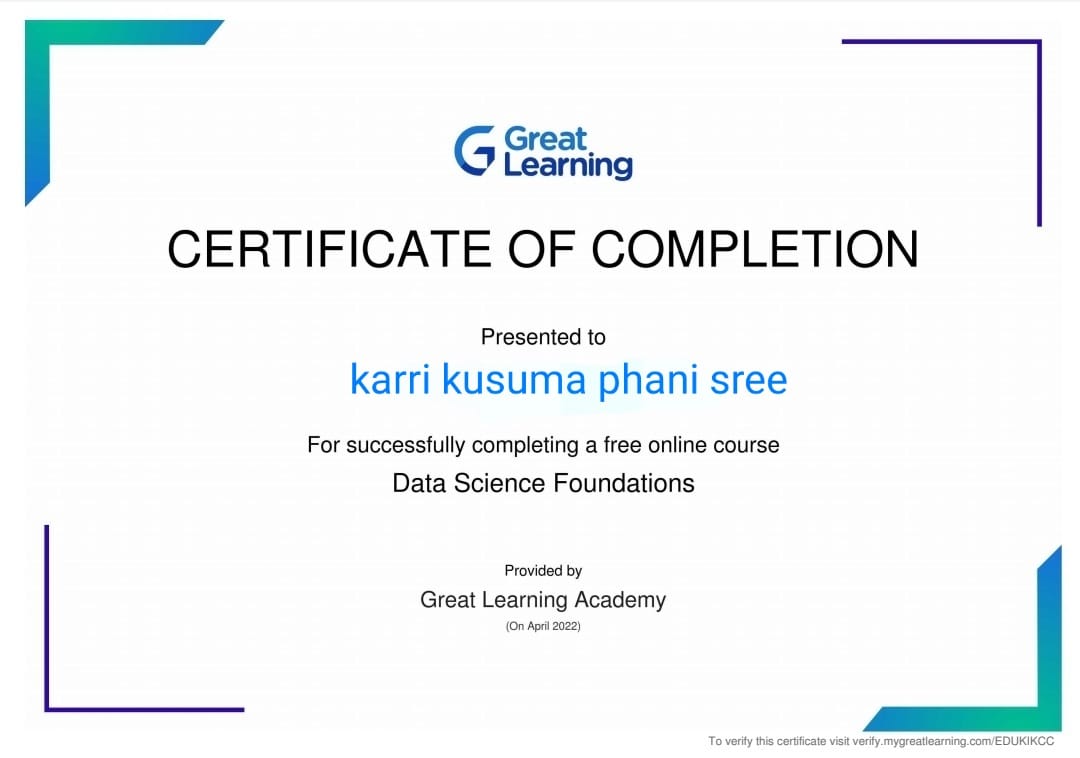 Great
Learning
CERTIFICATE OF COMPLETION
Presented to
karri kusuma phani sree
For successfully completing a free online course
Data Science Foundations
Provided by
Great Learning Academy
(On April 2022)
To verify this certificate visit verify.mygreatlearning.com/EDUKIKCC